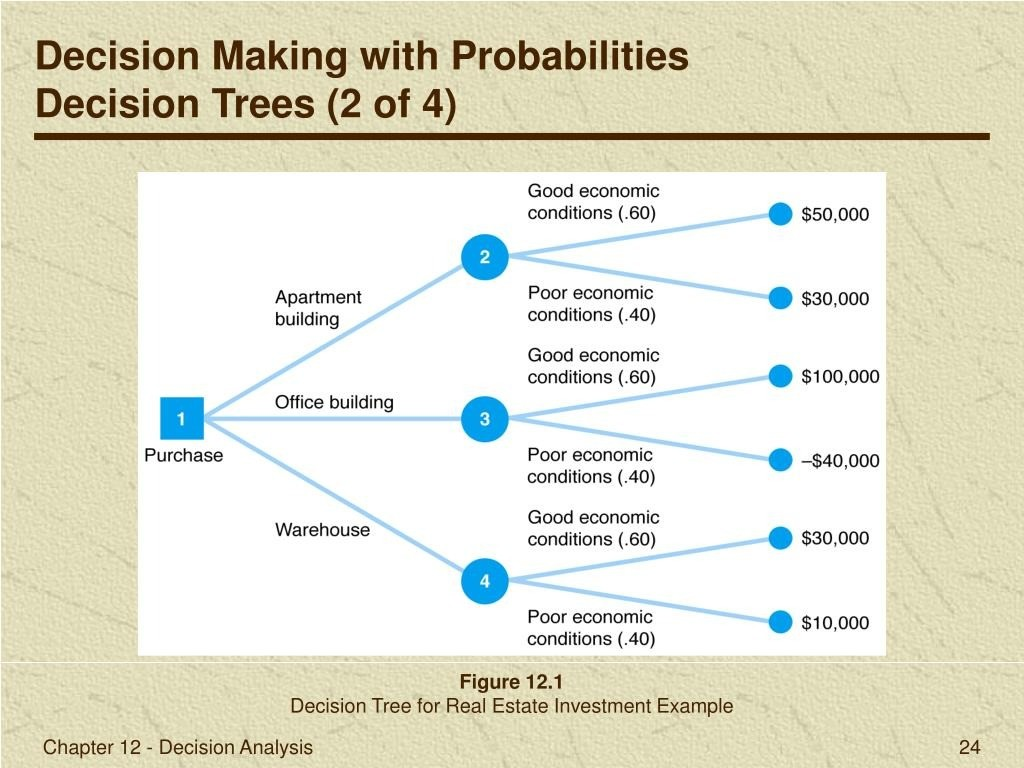 Decision Making with Probabilities
Decision Trees (2 of 4)
Good economic
conditions (.60)
$50,000
2
Poor economic
conditions (.40)
$30,000
Apartment
building
Good economic
conditions (.60)
$100,000
Office building
1
3
Purchase
Poor economic
conditions (.40)
–$40,000
Good economic
conditions (.60)
$30,000
Warehouse
4
Poor economic
conditions (.40)
$10,000
Figure 12.1
Decision Tree for Real Estate Investment Example
Chapter 12 - Decision Analysis
24